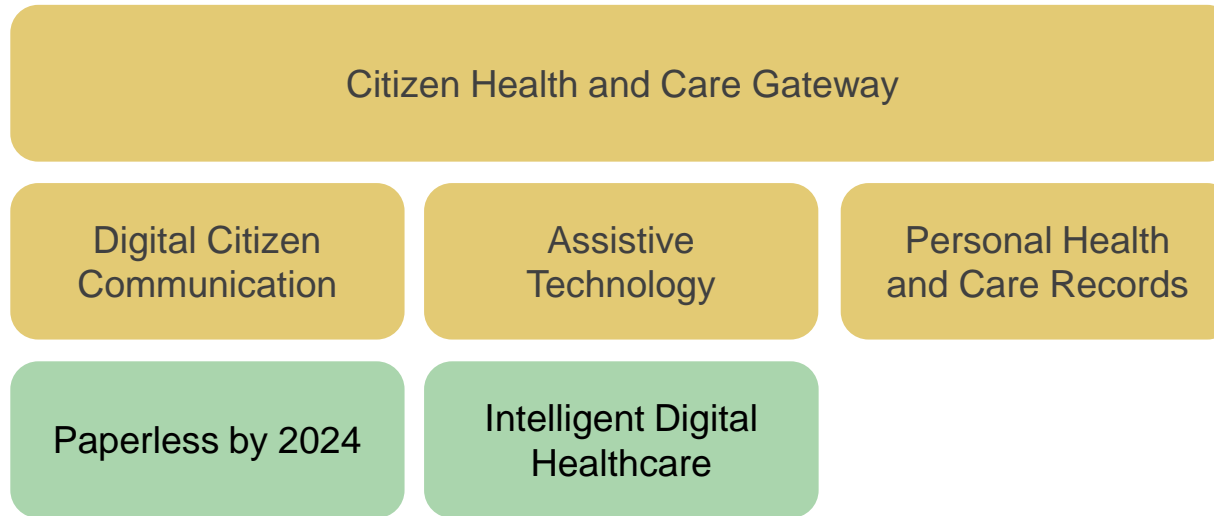 Citizen Health and Care Gateway
Digital Citizen
Communication
Assistive
Technology
Personal Health
and Care Records
Paperless by 2024
Intelligent Digital
Healthcare